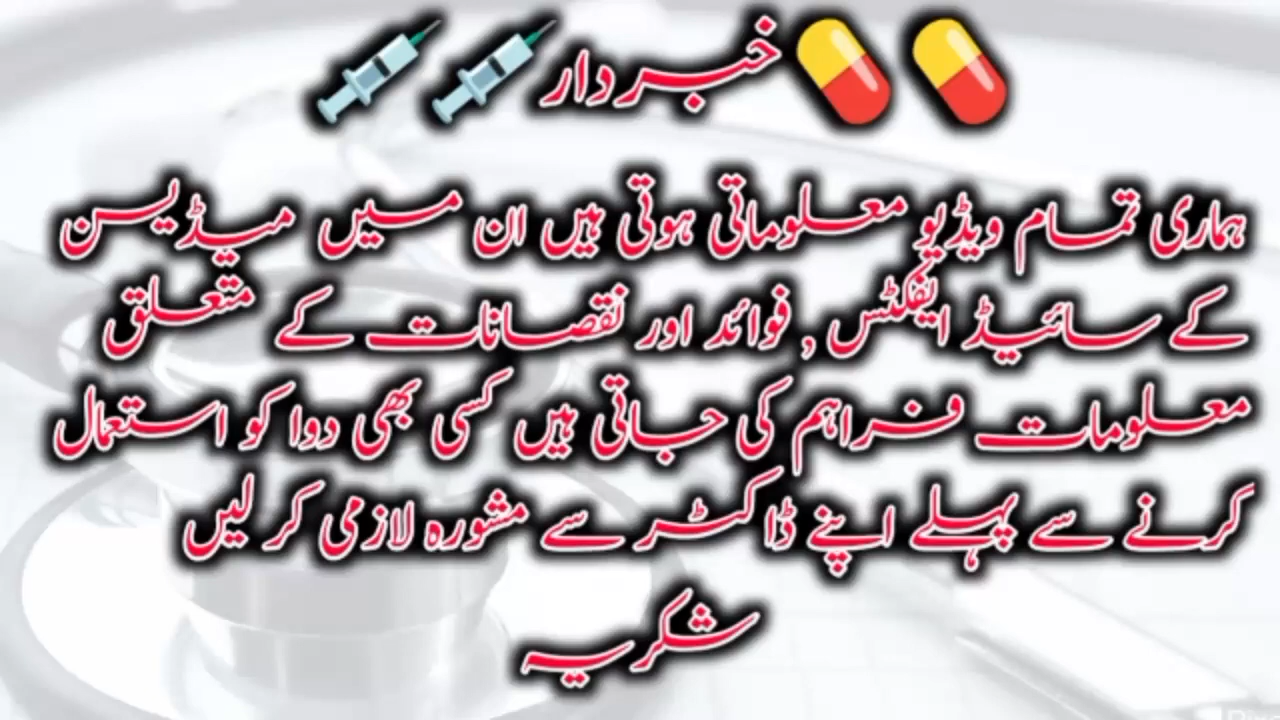 خبردار
ہماری تمام ویڈیو معلوماتی ہوتی ہیں ان میں میڈیسن
کے سائیڈ ایفکٹس , فوائد اور نقصانات کے متعلق
معلومات فراہم کی جاتی ہیں کسی بھی دوا کو استعمال
کرنے سے پہلے اپنے ڈاکٹر سے مشورہ لازمی کر لیں
شکریہ